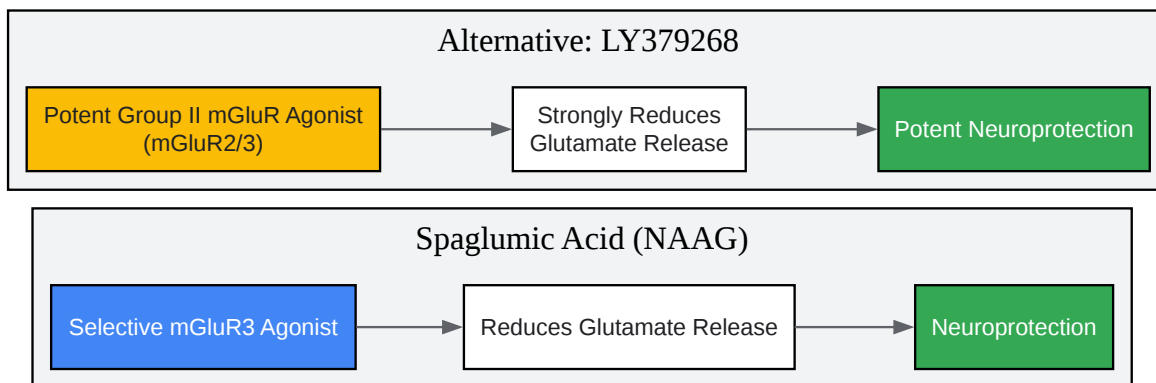 Alternative: LY379268
Potent Group II mGluR Agonist
(mGluR2/3)
Strongly Reduces
Glutamate Release
Potent Neuroprotection
Spaglumic Acid (NAAG)
Selective mGluR3 Agonist
Reduces Glutamate Release
Neuroprotection